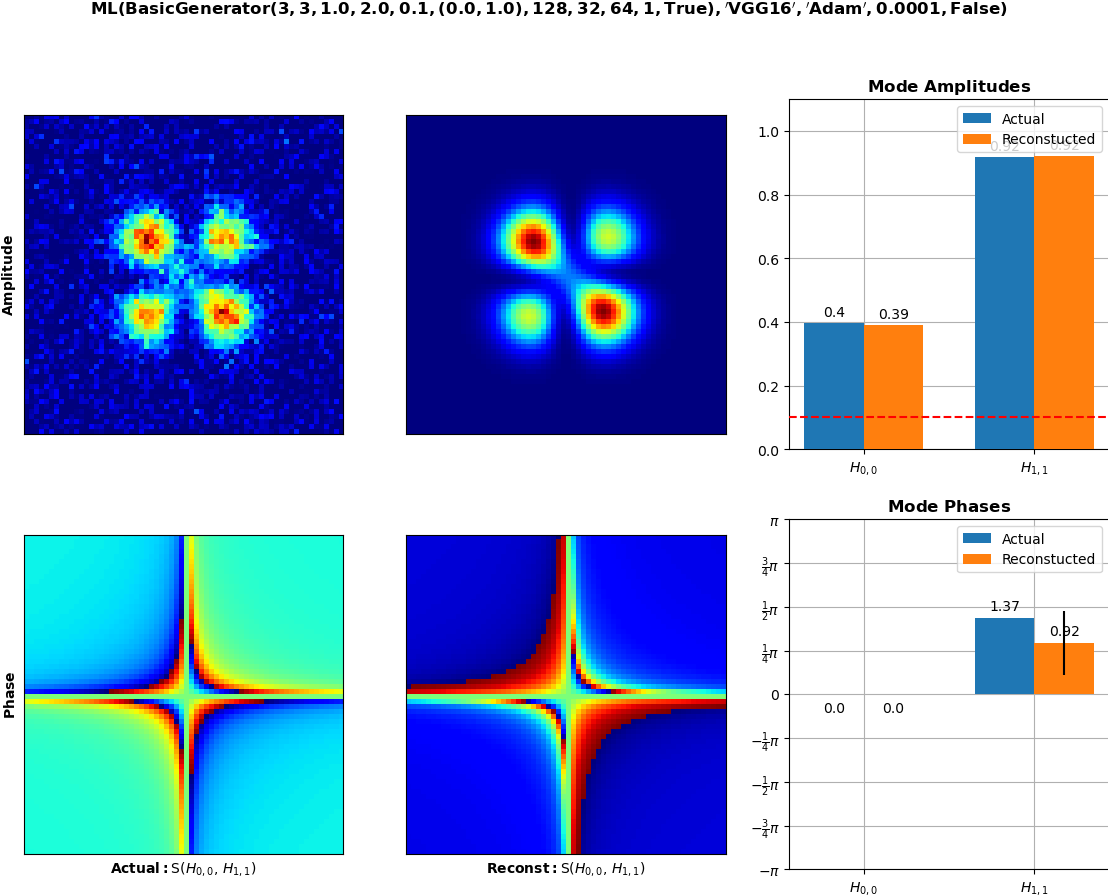 ML(BasicGenerator(3, 3, 1.0, 2.0, 0.1, (0.0, 1.0), 128, 32, 64, 1, True), ′VGG16′, ′Adam′, 0.0001, False)
Mode Amplitudes
Actual
Reconstucted
1.0
0.8
0.6
0.4
0.2
0.0
0.92
0.92
0.4
0.39
H0,0
H1,1
Amplitude
Mode Phases
Actual
Reconstucted
π
3/4π
1/2π
1/4π
0
−1/4π
−1/2π
−3/4π
−π
1.37
0.92
0.0
0.0
H0,0
H1,1
Phase
Actual: S(H0,0, H1,1)
Reconst: S(H0,0, H1,1)